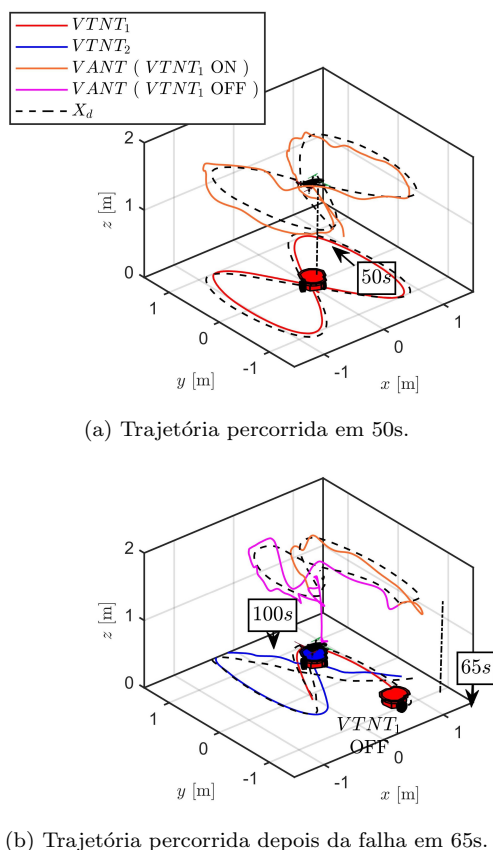 VTNT₁
VTNT₂
VANT ( VTNT₁ ON )
VANT ( VTNT₁ OFF )
X_d
2
1
0
z [m]
50s
1
0
-1
y [m]
-1
0
1
x [m]
(a) Trajetória percorrida em 50s.
2
1
0
z [m]
100s
65s
VTNT₁
OFF
1
0
-1
y [m]
-1
0
1
x [m]
(b) Trajetória percorrida depois da falha em 65s.